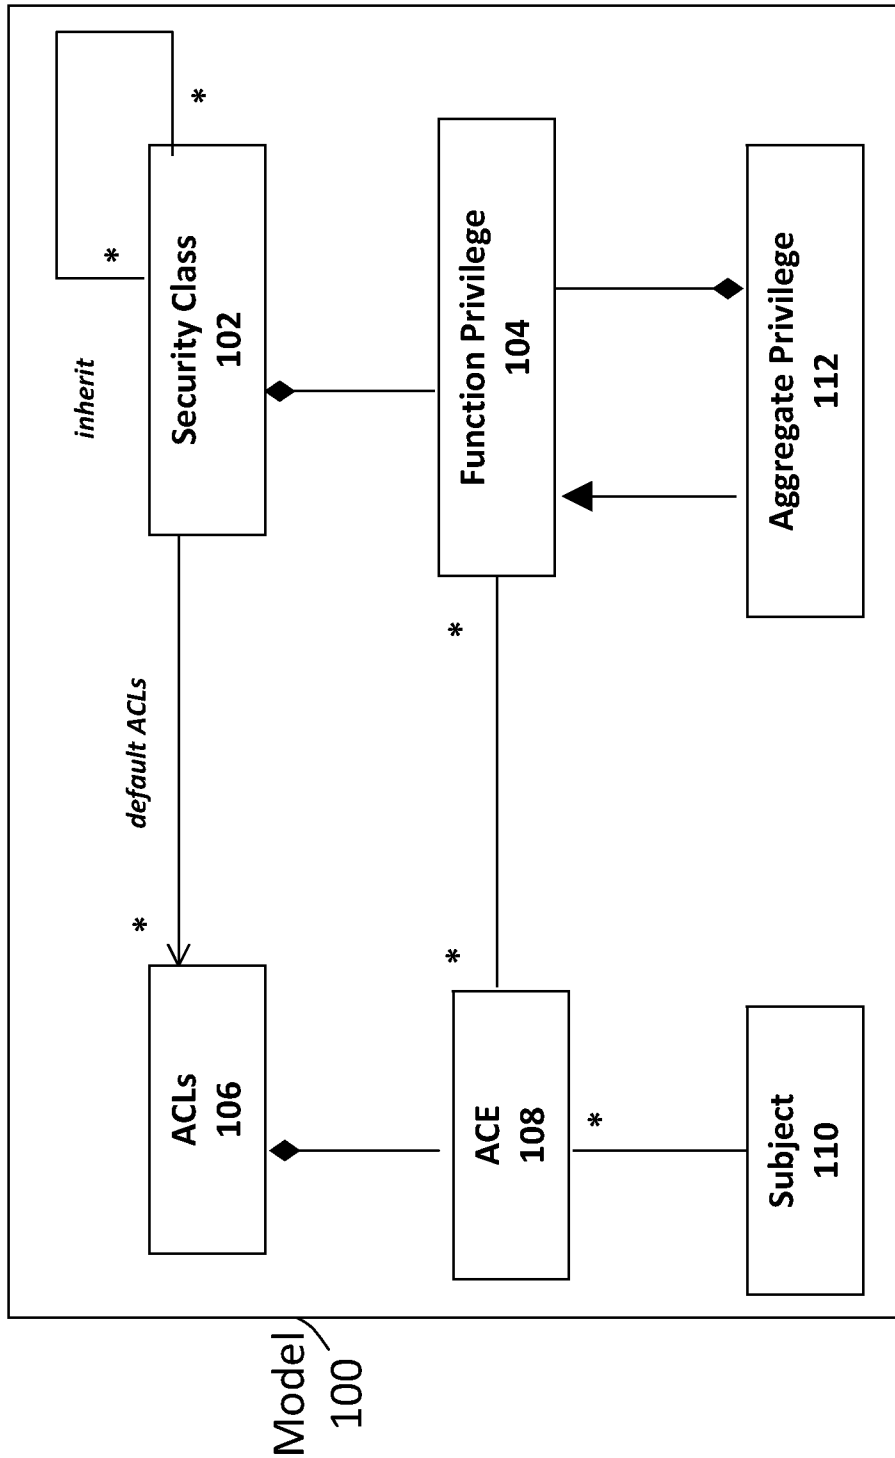 Model
100
ACLs
106
*
default ACLs
Security Class
102
inherit
*
*
ACE
108
*
*
Function Privilege
104
*
Subject
110
Aggregate Privilege
112